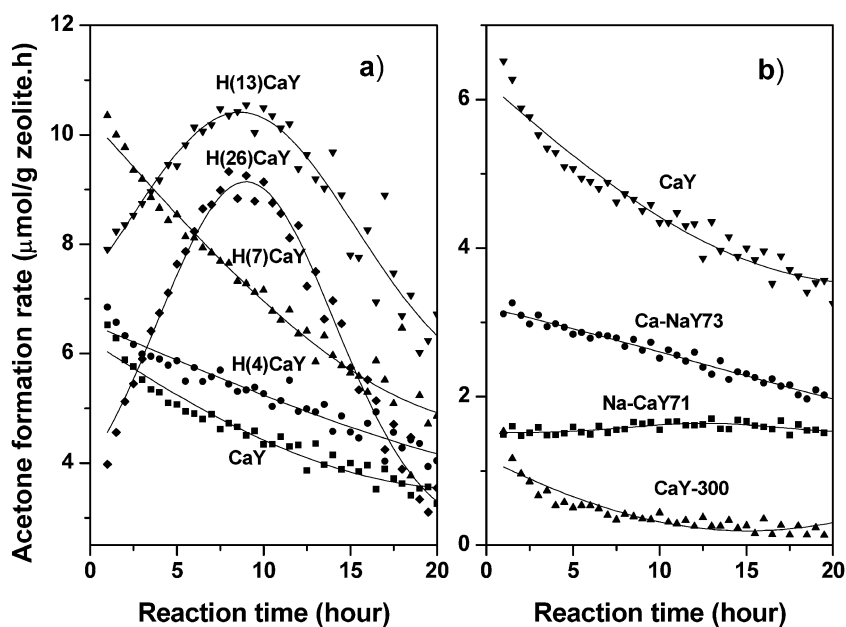 Acetone formation rate (μmol/g zeolite.h)
a)
12
10
8
6
4
H(13)CaY
H(26)CaY
H(7)CaY
H(4)CaY
CaY
0
5
10
15
20
Reaction time (hour)
b)
6
4
2
0
CaY
Ca-NaY73
Na-CaY71
CaY-300
0
5
10
15
20
Reaction time (hour)